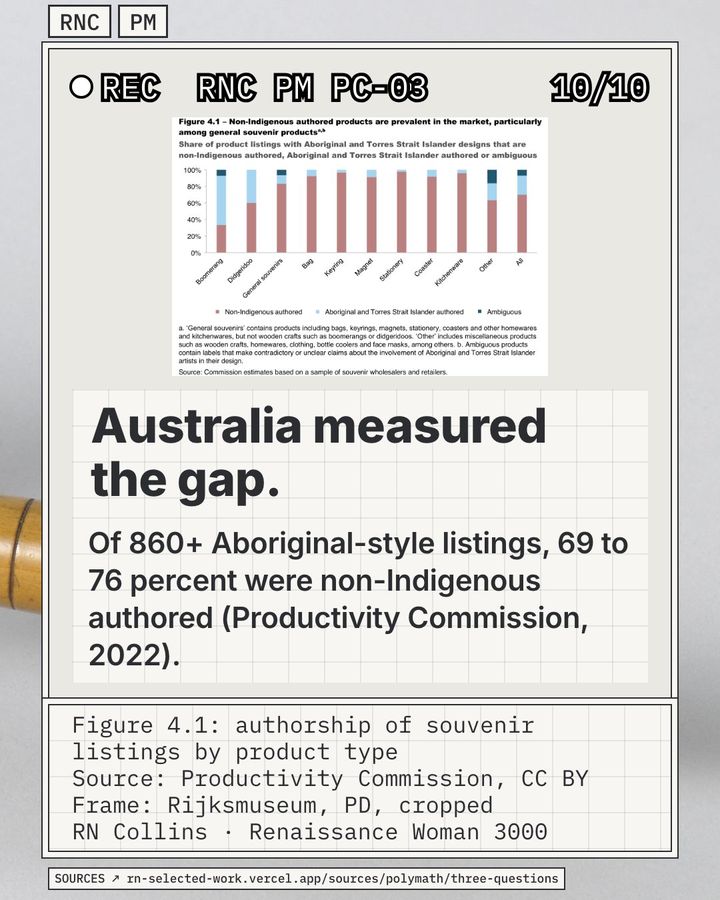 RNC PM
REC RNC PM PC-03 10/10
Figure 4.1 – Non-Indigenous authored products are prevalent in the market, particularly
among general souvenir productsᵃ,ᵇ
Share of product listings with Aboriginal and Torres Strait Islander designs that are
non-Indigenous authored, Aboriginal and Torres Strait Islander authored or ambiguous
100%
80%
60%
40%
20%
0%
Boomerang
Didgeridoo
General souvenirs
Bag
Keyring
Magnet
Stationery
Coaster
Kitchenware
Other
All
Non-Indigenous authored Aboriginal and Torres Strait Islander authored Ambiguous
a. 'General souvenirs' contains products including bags, keyrings, magnets, stationery, coasters and other homewares
and kitchenwares, but not wooden crafts such as boomerangs or didgeridoos. 'Other' includes miscellaneous products
such as wooden crafts, homewares, clothing, bottle coolers and face masks, among others. b. Ambiguous products
contain labels that make contradictory or unclear claims about the involvement of Aboriginal and Torres Strait Islander
artists in their design.
Source: Commission estimates based on a sample of souvenir wholesalers and retailers.
Australia measured
the gap.
Of 860+ Aboriginal-style listings, 69 to
76 percent were non-Indigenous
authored (Productivity Commission,
2022).
Figure 4.1: authorship of souvenir
listings by product type
Source: Productivity Commission, CC BY
Frame: Rijksmuseum, PD, cropped
RN Collins · Renaissance Woman 3000
SOURCES ↗ rn-selected-work.vercel.app/sources/polymath/three-questions